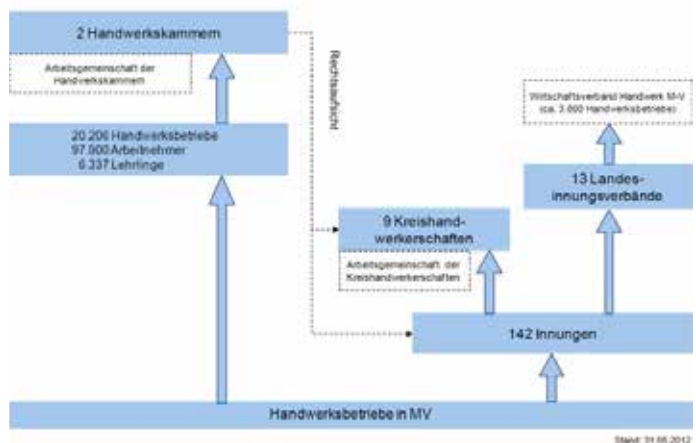 2 Handwerkskammern
Arbeitsgemeinschaft der
Handwerkskammern
20.206 Handwerksbetriebe
97.000 Arbeitnehmer
6.337 Lehrlinge
Rechtsaufsicht
Wirtschaftsverband Handwerk M-V
(ca. 3.000 Handwerksbetriebe)
13 Landes-
innungsverbände
9 Kreishand-
werkerschaften
Arbeitsgemeinschaft der
Kreishandwerkerschaften
142 Innungen
Handwerksbetriebe in MV
Stand: 31.05.2012